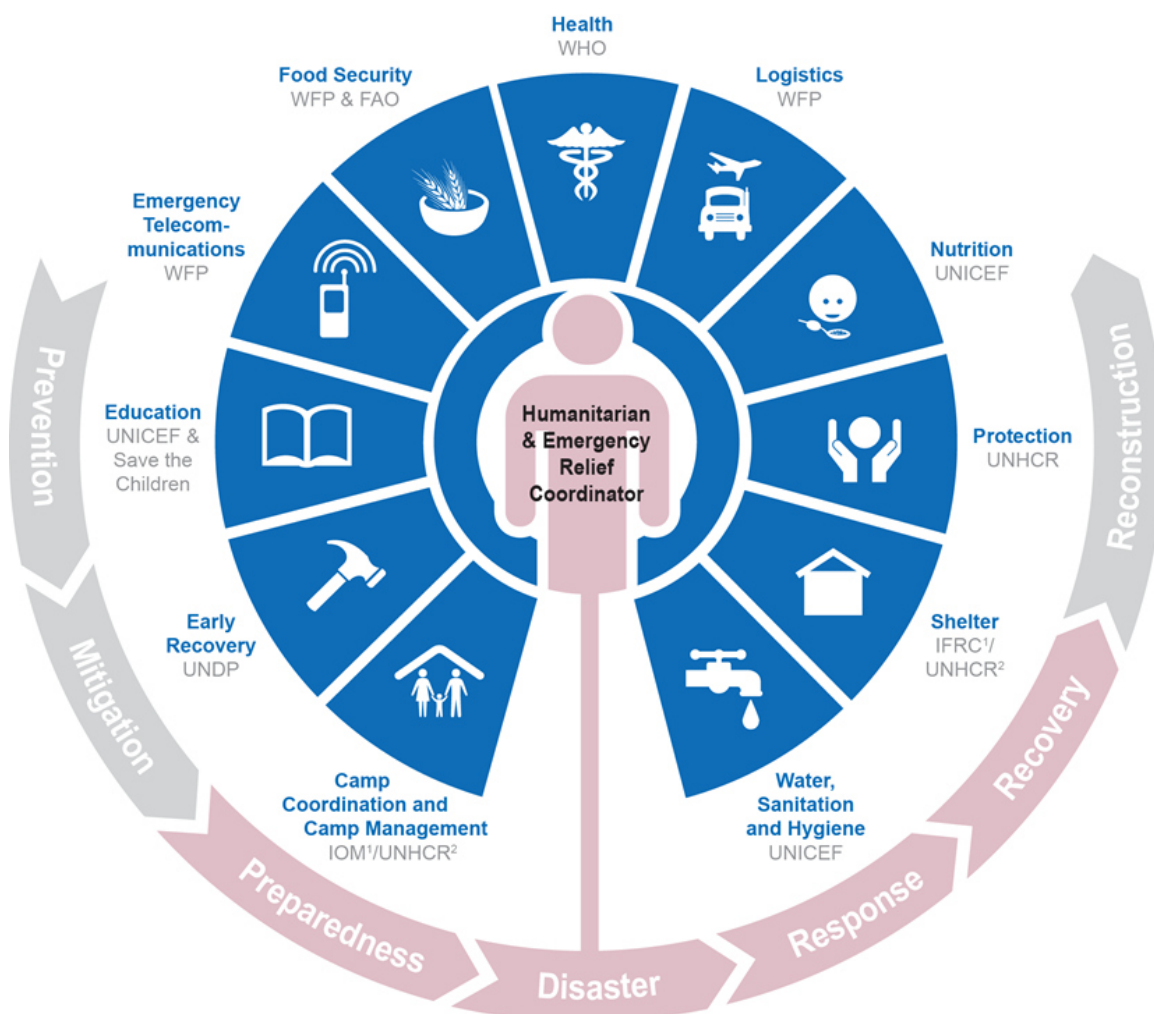 Health
WHO
Logistics
WFP
Food Security
WFP & FAO
Emergency
Telecom-
munications
WFP
Nutrition
UNICEF
Education
UNICEF &
Save the
Children
Humanitarian
& Emergency
Relief
Coordinator
Protection
UNHCR
Early
Recovery
UNDP
Shelter
IFRC¹/
UNHCR²
Camp
Coordination and
Camp Management
IOM¹/UNHCR²
Water,
Sanitation
and Hygiene
UNICEF
Prevention
Mitigation
Preparedness
Disaster
Response
Recovery
Reconstruction